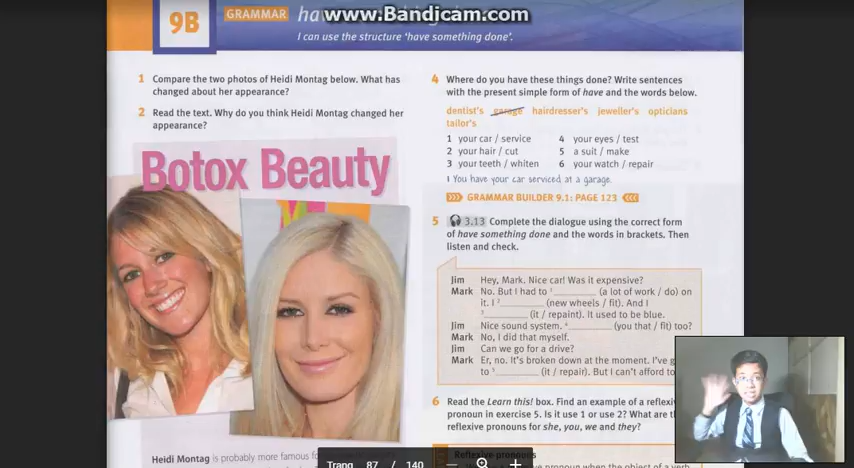 www.Bandicam.com
9B
GRAMMAR
I can use the structure ‘have something done’.
1 Compare the two photos of Heidi Montag below. What has
changed about her appearance?
2 Read the text. Why do you think Heidi Montag changed her
appearance?
Botox Beauty
Heidi Montag is probably more famous
4 Where do you have these things done? Write sentences
with the present simple form of have and the words below.
dentist's garage hairdresser's jeweller's opticians
tailor's
1 your car / service
2 your hair / cut
3 your teeth / whiten
4 your eyes / test
5 a suit / make
6 your watch / repair
1 You have your car serviced at a garage.
GRAMMAR BUILDER 9.1: PAGE 123
5 3.13 Complete the dialogue using the correct form
of have something done and the words in brackets. Then
listen and check.
Jim Hey, Mark. Nice car! Was it expensive?
Mark No. But I had to 1________ (a lot of work / do) on
it. I 2________ (new wheels / fit). And I
3________ (it / repaint). It used to be blue.
Jim Nice sound system. 4________ (you that / fit) too?
Mark No, I did that myself.
Jim Can we go for a drive?
Mark Er, no. It's broken down at the moment. I've
to 5________ (it / repair). But I can't afford to
6 Read the Learn this! box. Find an example of a
pronoun in exercise 5. Is it use 1 or use 2? What are
reflexive pronouns for she, you, we and they?
Reflexive pronouns
Trang 87 / 140